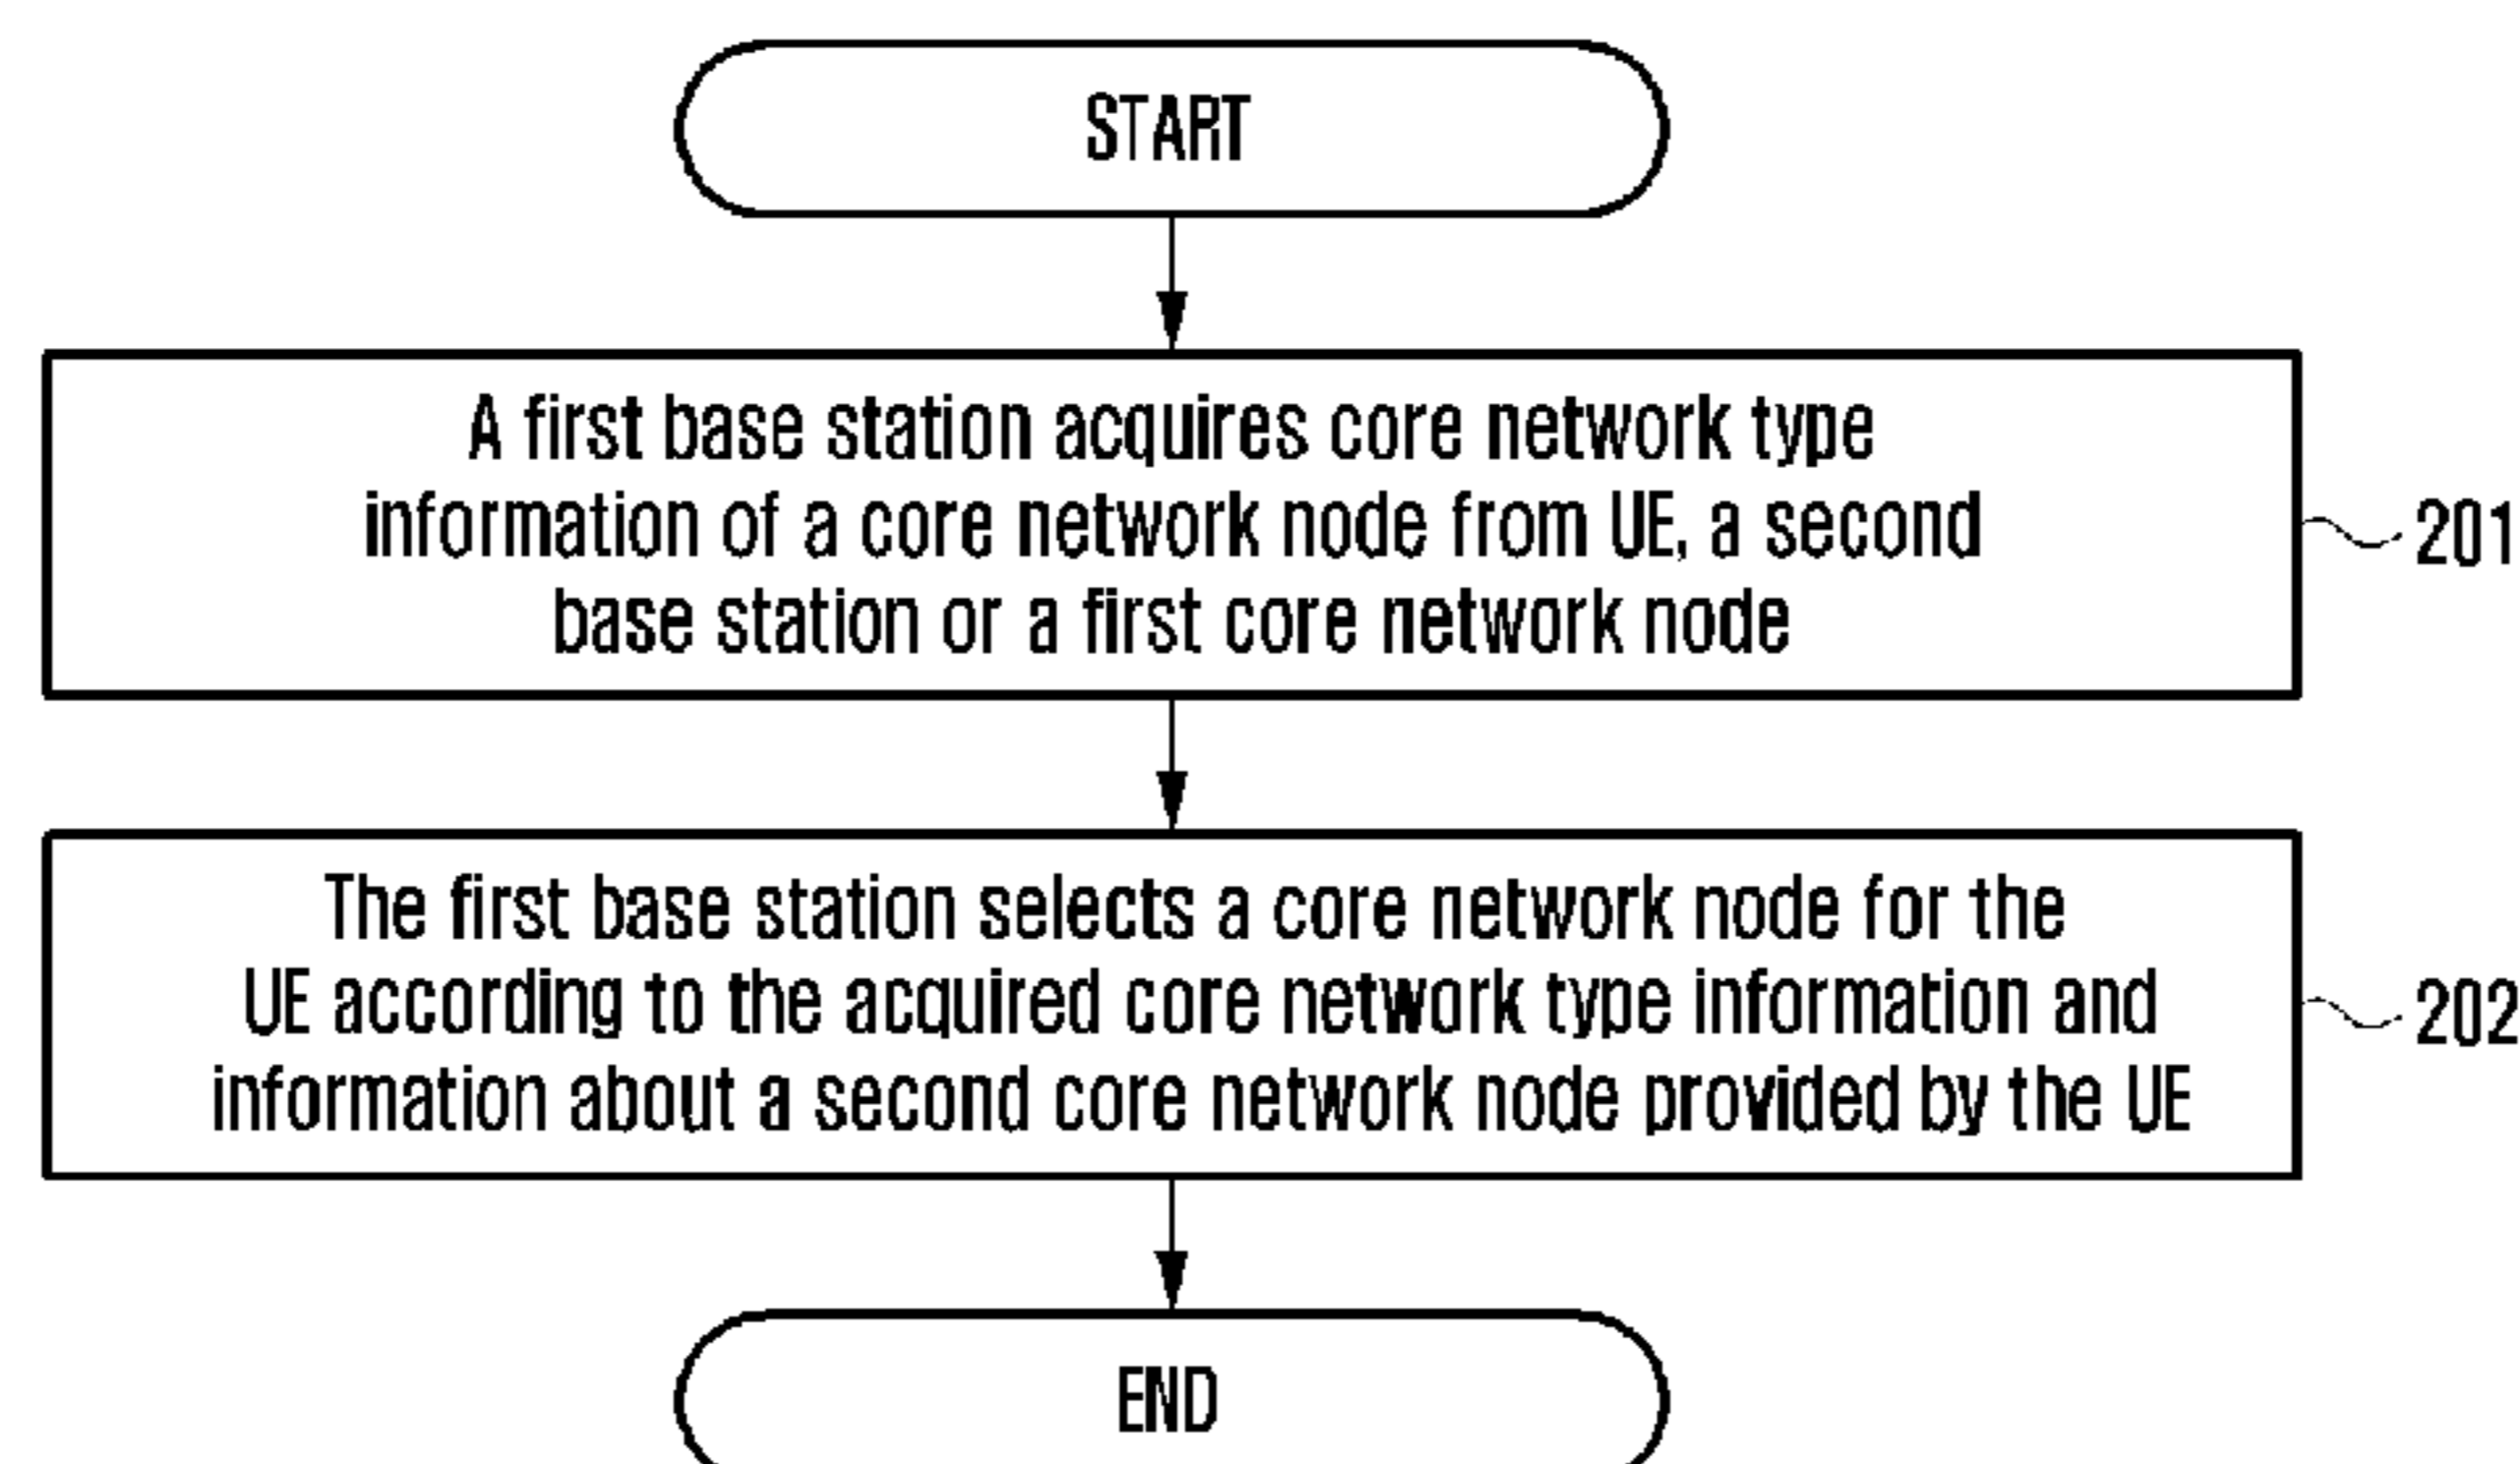 START
A first base station acquires core network type
information of a core network node from UE, a second
base station or a first core network node
201
The first base station selects a core network node for the
UE according to the acquired core network type information and
information about a second core network node provided by the UE
202
END